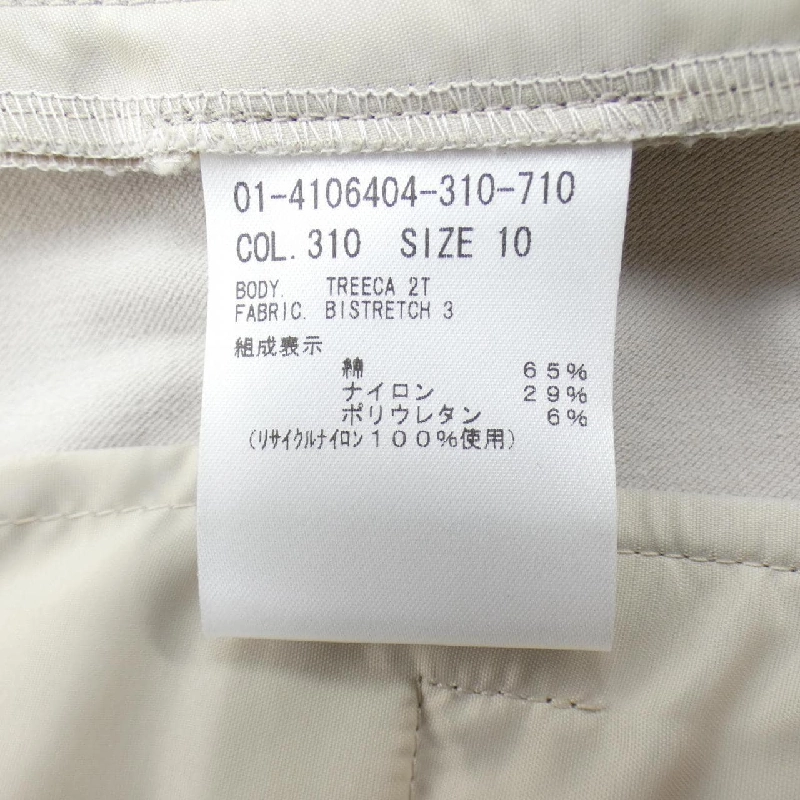 01-4106404-310-710
COL. 310 SIZE 10
BODY. TREECA 2T
FABRIC. BISTRETCH 3
組成表示
綿 65%
ナイロン 29%
ポリウレタン 6%
(リサイクルナイロン100%使用)